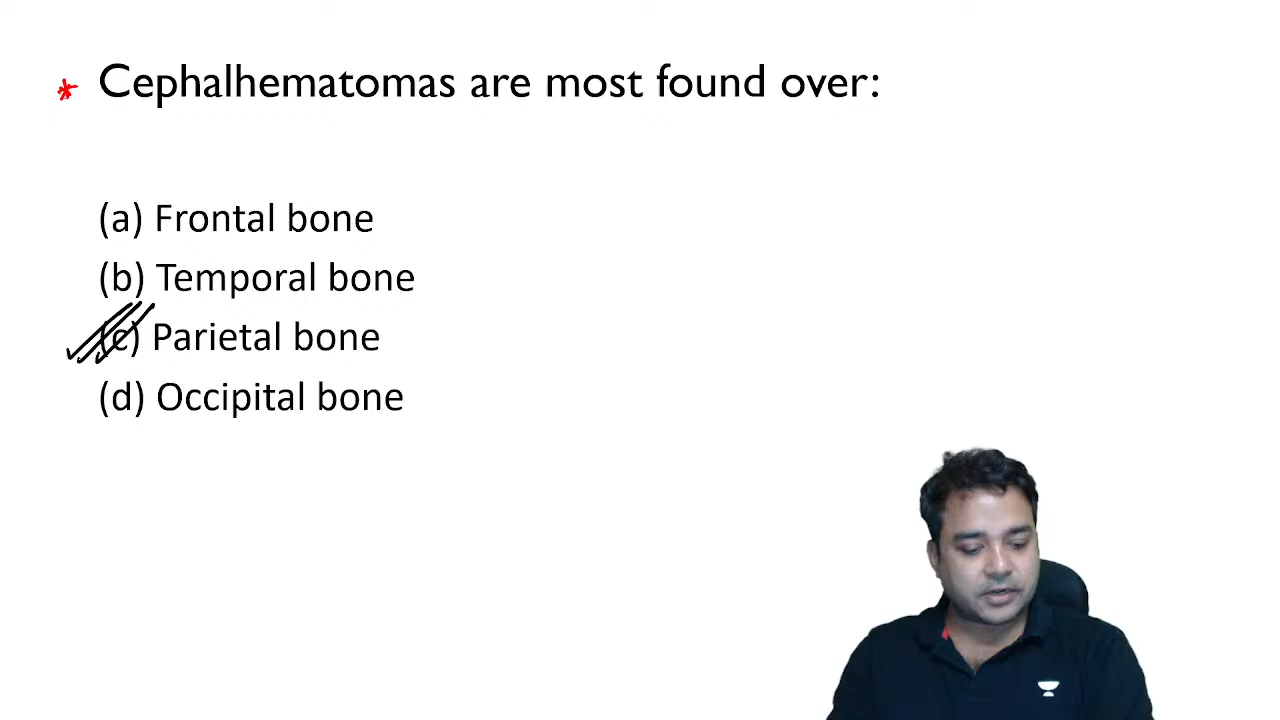 * Cephalhematomas are most found over:
(a) Frontal bone
(b) Temporal bone
(c) Parietal bone
(d) Occipital bone